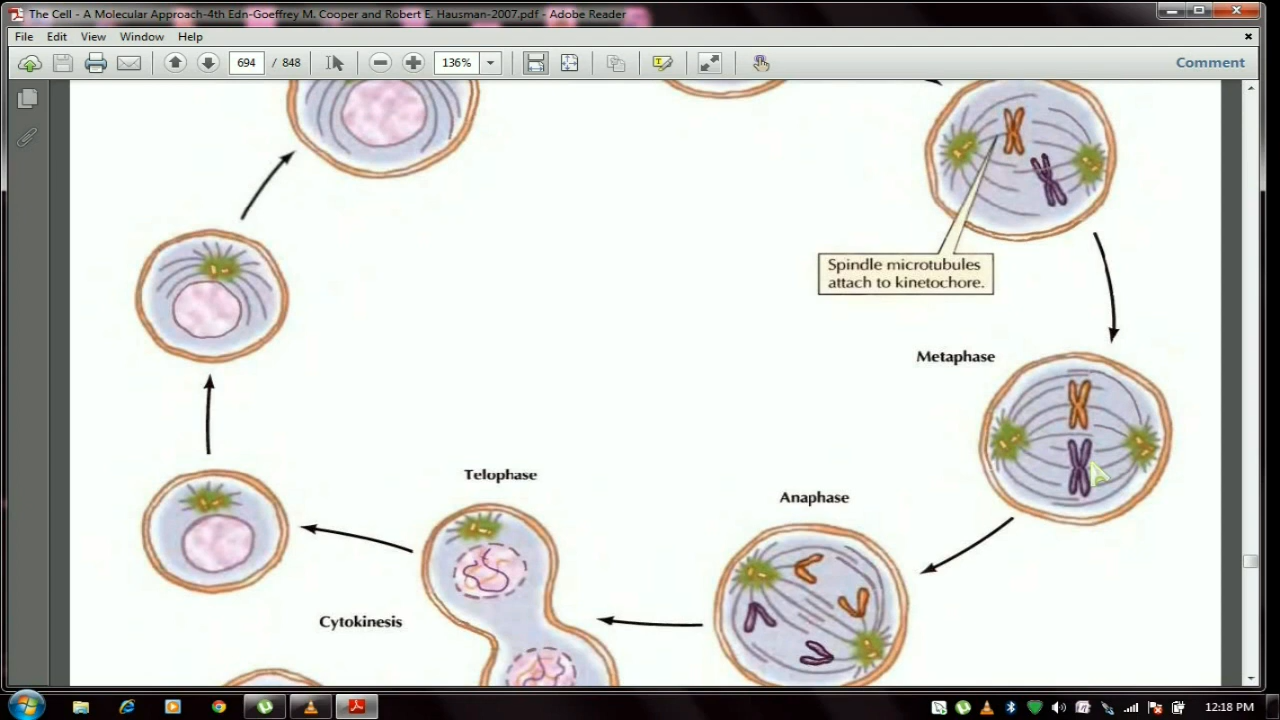 The Cell - A Molecular Approach-4th Edn-Goeffrey M. Cooper and Robert E. Hausman-2007.pdf - Adobe Reader
File Edit View Window Help
694 / 848 136% Comment
Spindle microtubules
attach to kinetochore.
Metaphase
Telophase
Anaphase
Cytokinesis
12:18 PM